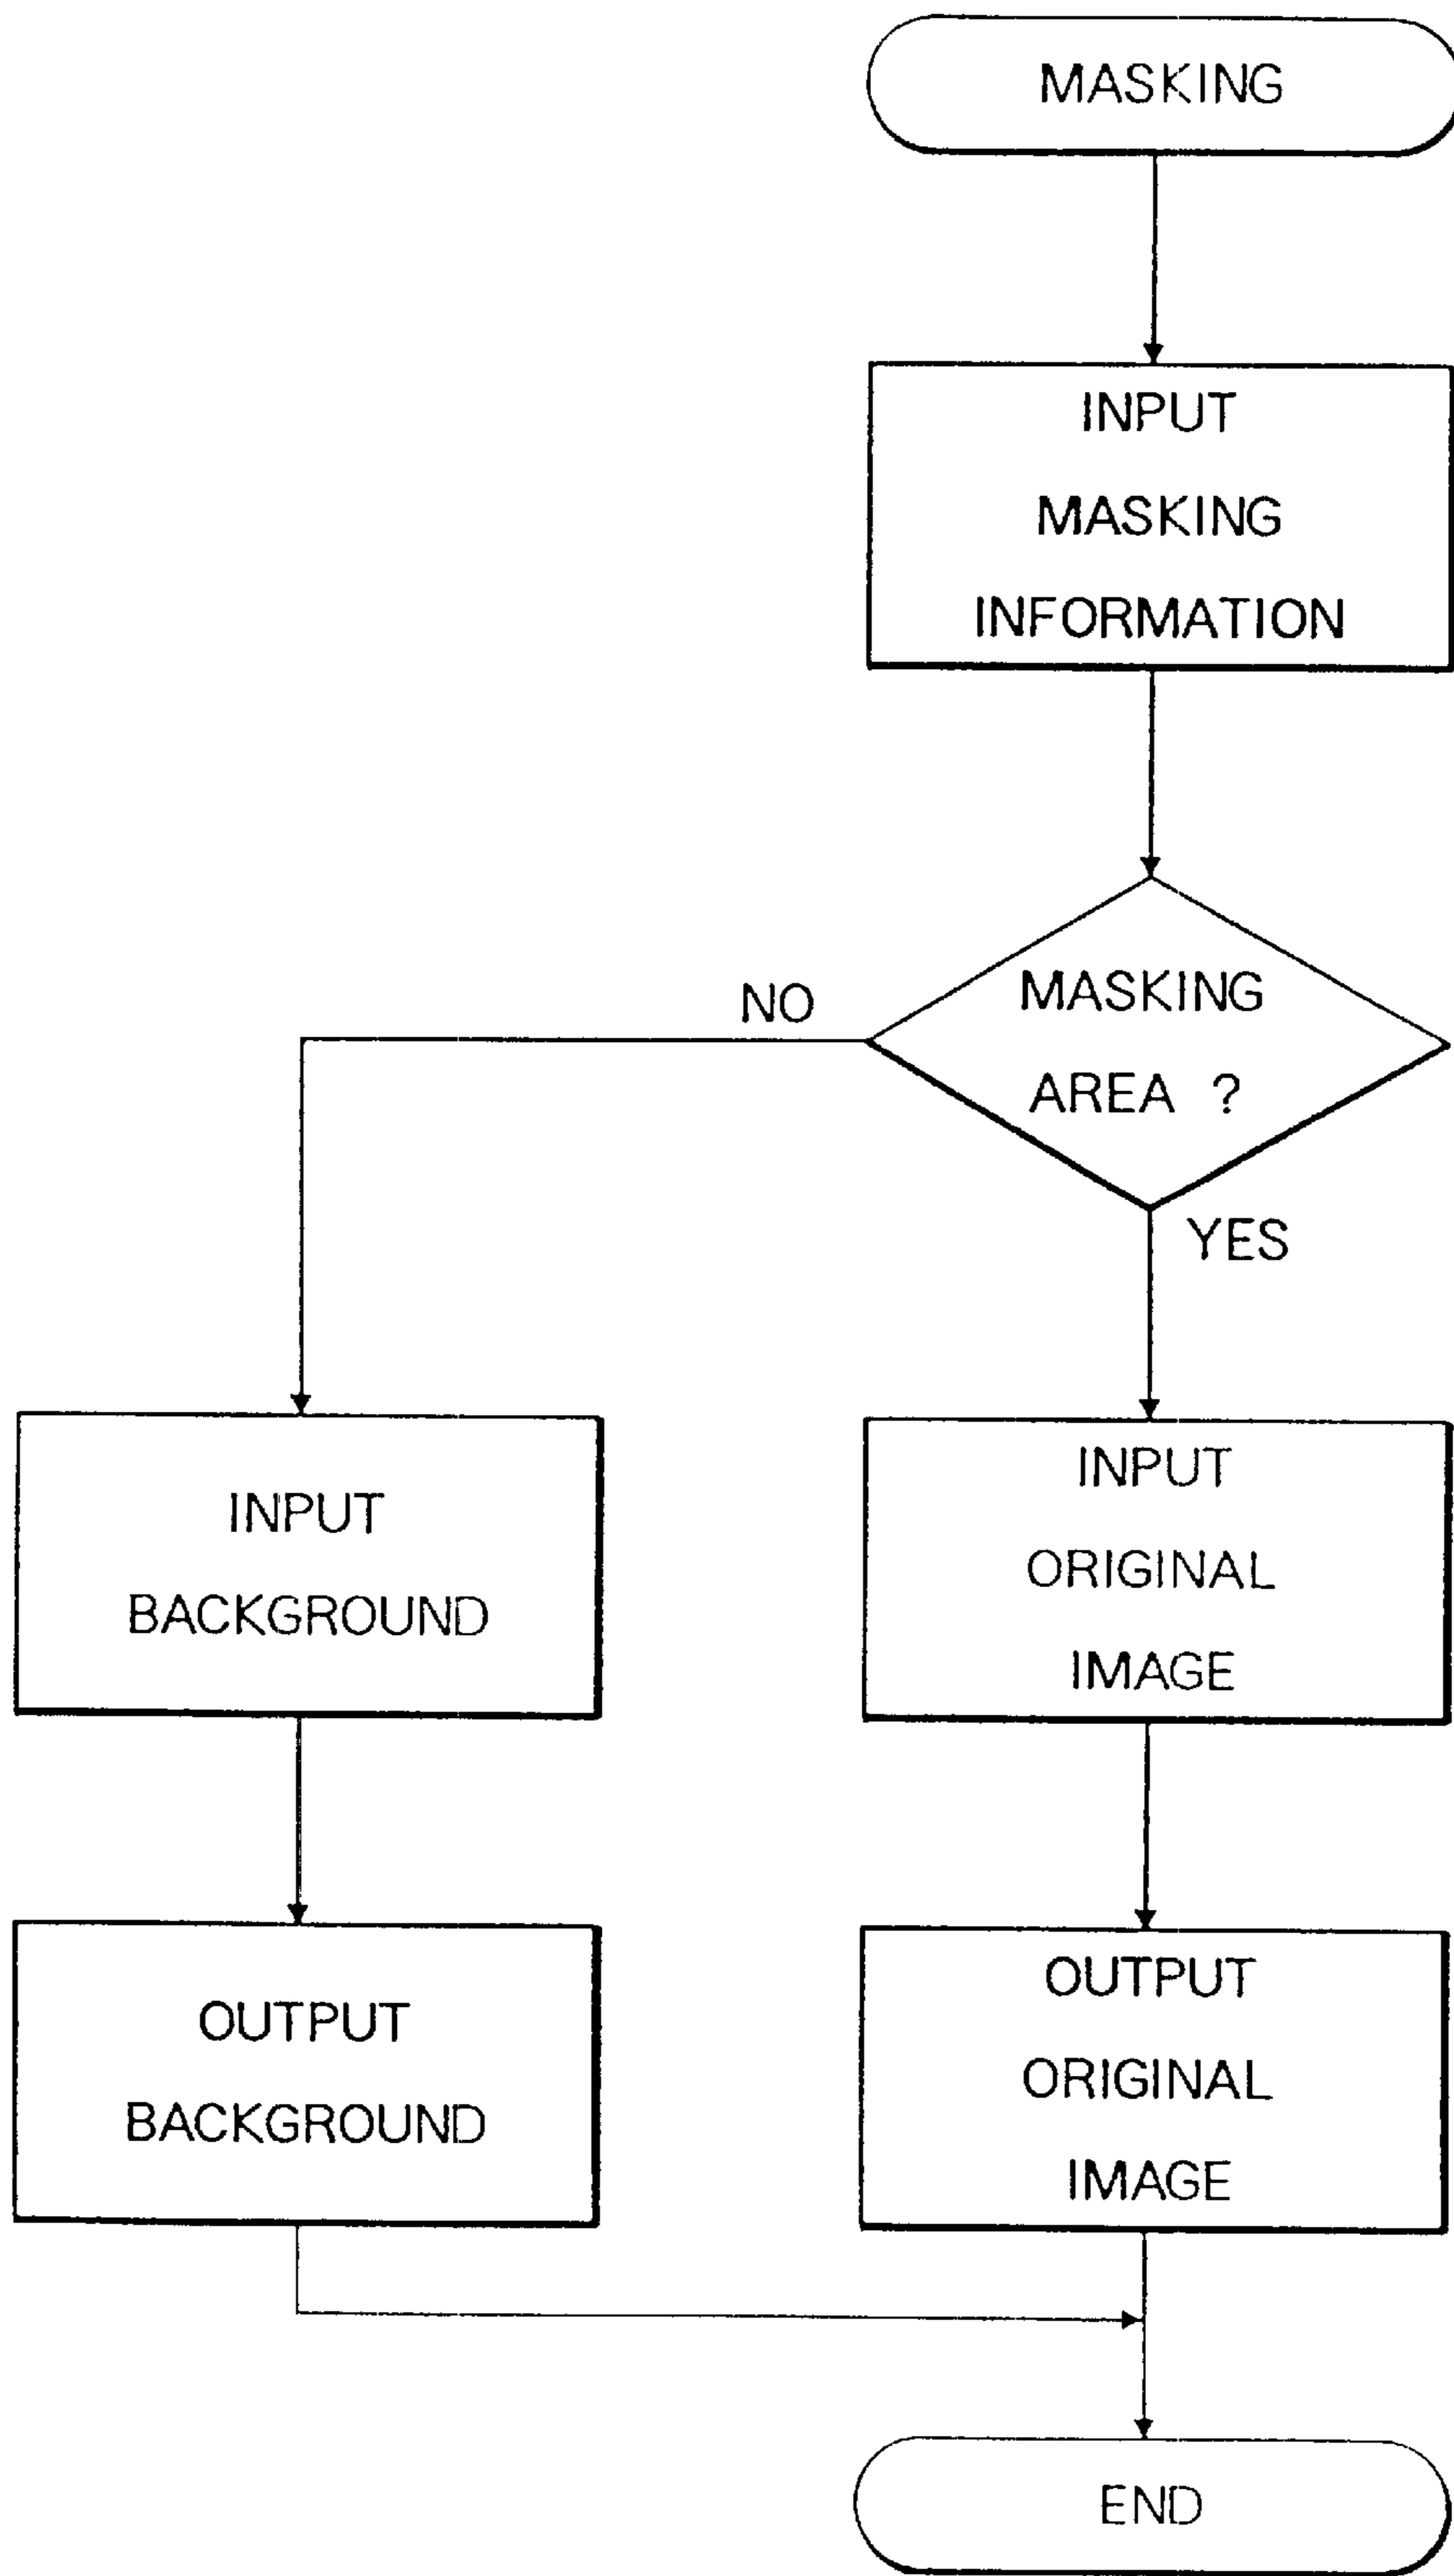 MASKING
INPUT
MASKING
INFORMATION
MASKING
AREA ?
NO
YES
INPUT
BACKGROUND
INPUT
ORIGINAL
IMAGE
OUTPUT
BACKGROUND
OUTPUT
ORIGINAL
IMAGE
END